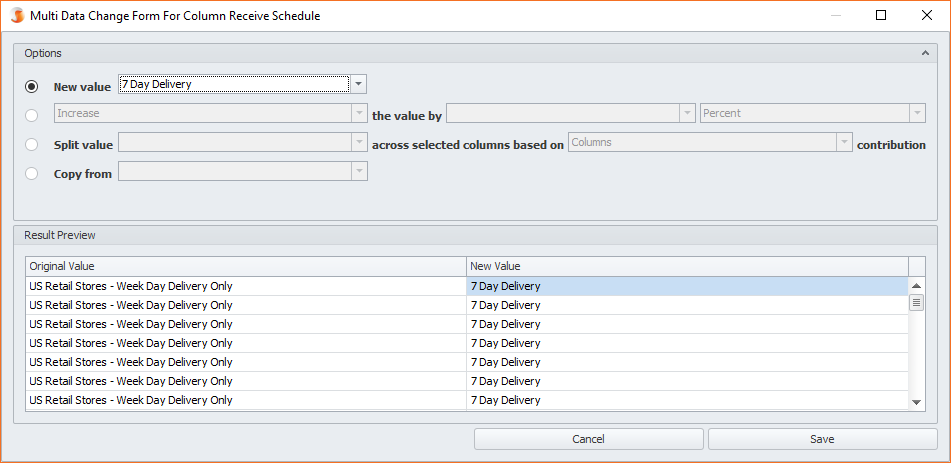 Multi Data Change Form For Column Receive Schedule
Options
New value 7 Day Delivery
Increase the value by Percent
Split value across selected columns based on Columns contribution
Copy from
Result Preview
Original Value New Value
US Retail Stores - Week Day Delivery Only 7 Day Delivery
US Retail Stores - Week Day Delivery Only 7 Day Delivery
US Retail Stores - Week Day Delivery Only 7 Day Delivery
US Retail Stores - Week Day Delivery Only 7 Day Delivery
US Retail Stores - Week Day Delivery Only 7 Day Delivery
US Retail Stores - Week Day Delivery Only 7 Day Delivery
US Retail Stores - Week Day Delivery Only 7 Day Delivery
Cancel Save